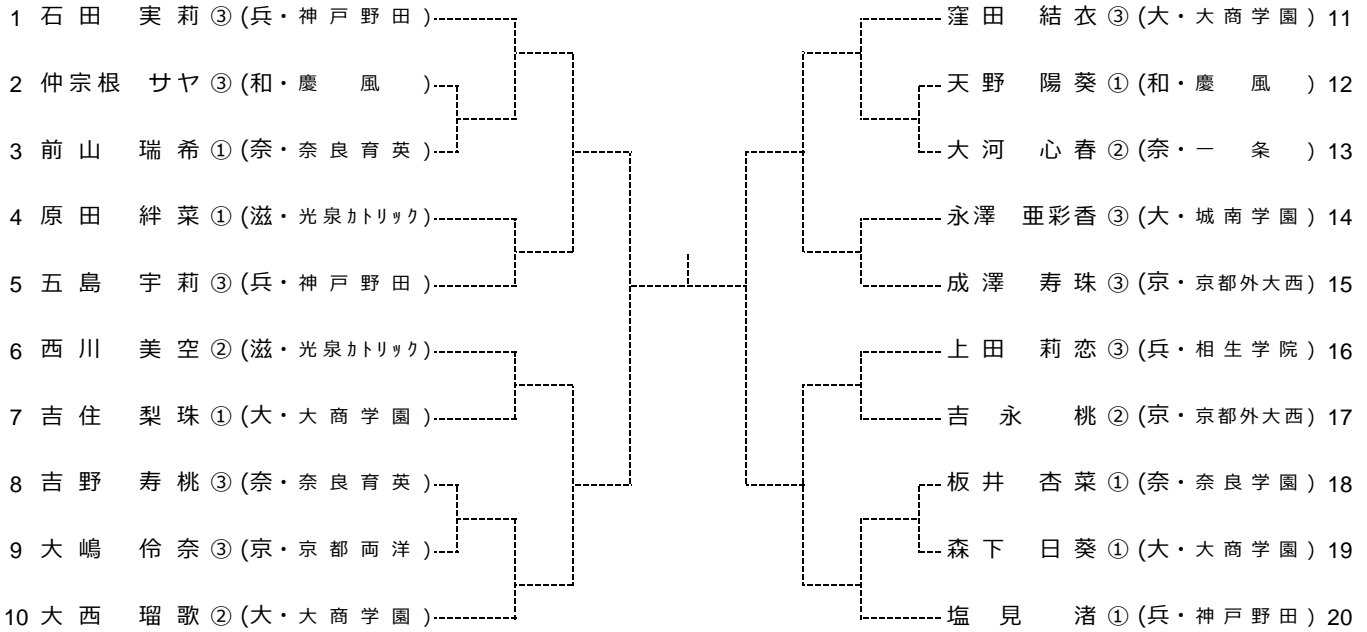 1 石田 実莉 ③ (兵・神戸野田)
2 仲宗根 サヤ ③ (和・慶 風)
3 前山 瑞希 ① (奈・奈良育英)
4 原田 絆菜 ① (滋・光泉カトリック)
5 五島 宇莉 ③ (兵・神戸野田)
6 西川 美空 ② (滋・光泉カトリック)
7 吉住 梨珠 ① (大・大商学園)
8 吉野 寿桃 ③ (奈・奈良育英)
9 大嶋 伶奈 ③ (京・京都両洋)
10 大西 瑠歌 ② (大・大商学園)
窪田 結衣 ③ (大・大商学園) 11
天野 陽葵 ① (和・慶 風) 12
大河 心春 ② (奈・一 条) 13
永澤 亜彩香 ③ (大・城南学園) 14
成澤 寿珠 ③ (京・京都外大西) 15
上田 莉恋 ③ (兵・相生学院) 16
吉永 桃 ② (京・京都外大西) 17
板井 杏菜 ① (奈・奈良学園) 18
森下 日葵 ① (大・大商学園) 19
塩見 渚 ① (兵・神戸野田) 20